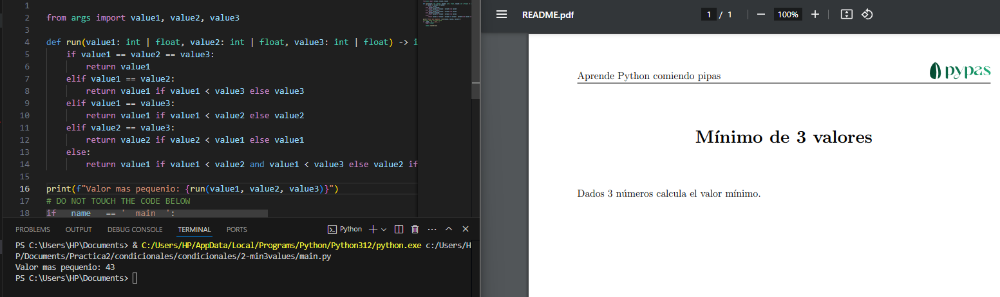 1
2 from args import value1, value2, value3
3
4 def run(value1: int | float, value2: int | float, value3: int | float) -> i
5 if value1 == value2 == value3:
6 return value1
7 elif value1 == value2:
8 return value1 if value1 < value3 else value3
9 elif value1 == value3:
10 return value1 if value1 < value2 else value2
11 elif value2 == value3:
12 return value2 if value2 < value1 else value1
13 else:
14 return value1 if value1 < value2 and value1 < value3 else value2 if
15
16 print(f"Valor mas pequenio: {run(value1, value2, value3)}")
17 # DO NOT TOUCH THE CODE BELOW
18 if __name__ == '__main__':
PROBLEMS OUTPUT DEBUG CONSOLE TERMINAL PORTS Python
PS C:\Users\HP\Documents> & C:/Users/HP/AppData/Local/Programs/Python/Python312/python.exe c:/Users/H
P/Documents/Practica2/condicionales/condicionales/2-min3values/main.py
Valor mas pequenio: 43
PS C:\Users\HP\Documents>
README.pdf 1 / 1 100%
Aprende Python comiendo pipas pypas
Mínimo de 3 valores
Dados 3 números calcula el valor mínimo.